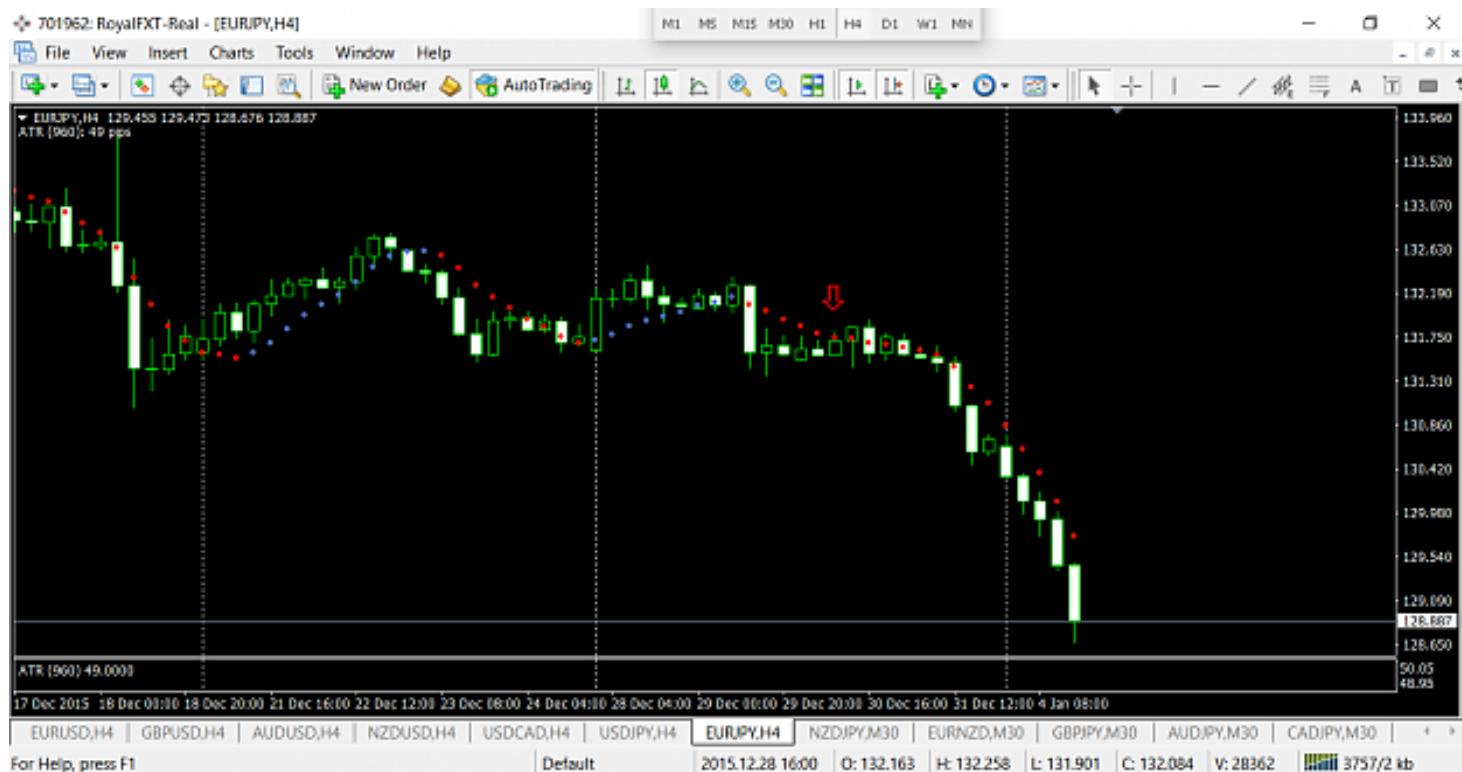 701962: RoyalFXT-Real - [EURJPY,H4]
M1 M5 M15 M30 H1 H4 D1 W1 MN
File View Insert Charts Tools Window Help
New Order AutoTrading A T
EURJPY,H4 129.455 129.473 128.676 128.887
ATR (960): 49 pips
133.960
133.520
133.070
132.630
132.190
131.750
131.310
130.860
130.420
129.980
129.540
129.090
128.887
128.650
ATR (960) 49.0000
50.05
48.95
17 Dec 2015 18 Dec 00:00 18 Dec 20:00 21 Dec 16:00 22 Dec 12:00 23 Dec 08:00 24 Dec 04:00 28 Dec 04:00 29 Dec 00:00 29 Dec 20:00 30 Dec 16:00 31 Dec 12:00 4 Jan 08:00
EURUSD,H4 GBPUSD,H4 AUDUSD,H4 NZDUSD,H4 USDCAD,H4 USDJPY,H4 EURJPY,H4 NZDJPY,M30 EURNZD,M30 GBPJPY,M30 AUDJPY,M30 CADJPY,M30
For Help, press F1 Default 2015.12.28 16:00 O: 132.163 H: 132.258 L: 131.901 C: 132.084 V: 28362 3757/2 kb